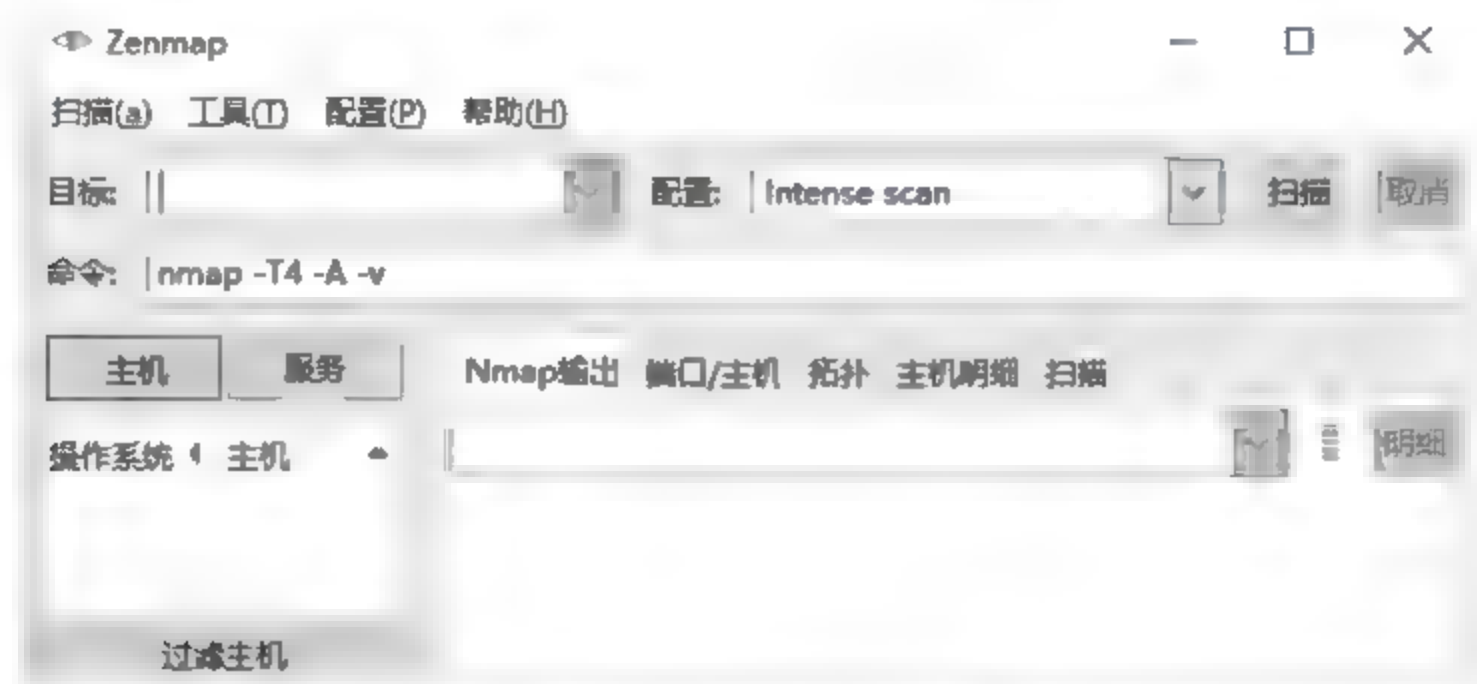 Zenmap
扫描(a) 工具(T) 配置(P) 帮助(H)
目标: 配置: Intense scan 扫描 取消
命令: nmap -T4 -A -v
主机 服务 Nmap输出 端口/主机 拓扑 主机明细 扫描
操作系统 主机 明细
过滤主机